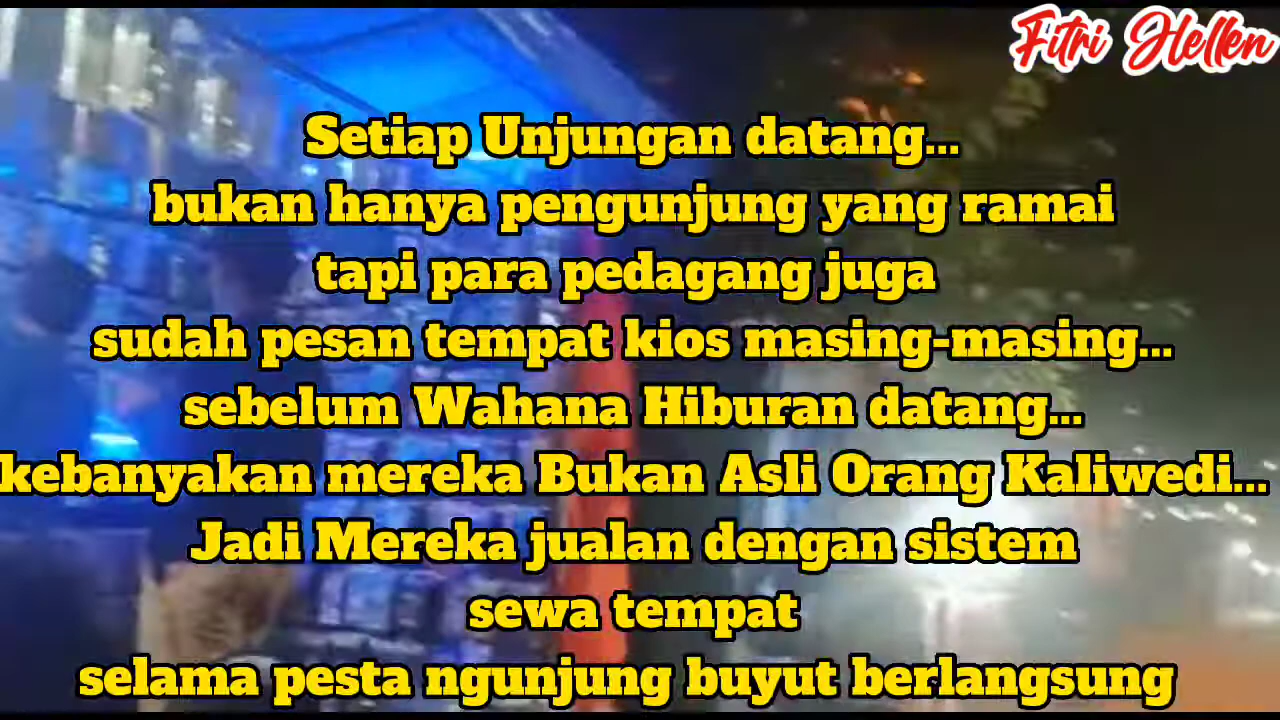 Fitri Hellen
Setiap Unjungan datang...
bukan hanya pengunjung yang ramai
tapi para pedagang juga
sudah pesan tempat kios masing-masing...
sebelum Wahana Hiburan datang...
kebanyakan mereka Bukan Asli Orang Kaliwedi...
Jadi Mereka jualan dengan sistem
sewa tempat
selama pesta ngunjung buyut berlangsung